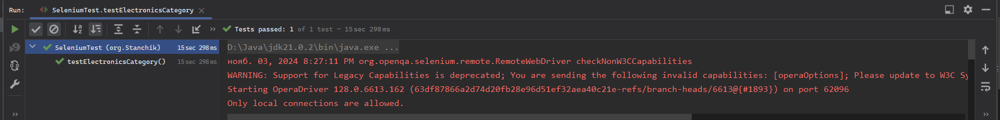 Run: SeleniumTest.testElectronicsCategory
Tests passed: 1 of 1 test – 15 sec 298 ms
SeleniumTest (org.Stanchik) 15 sec 298 ms
testElectronicsCategory() 15 sec 298 ms
D:\Java\jdk21.0.2\bin\java.exe ...
нояб. 03, 2024 8:27:11 PM org.openqa.selenium.remote.RemoteWebDriver checkNonW3CCapabilities
WARNING: Support for Legacy Capabilities is deprecated; You are sending the following invalid capabilities: [operaOptions]; Please update to W3C Sy
Starting OperaDriver 128.0.6613.162 (63df87866a2d74d20fb28e96d51ef32aea40c21e-refs/branch-heads/6613@{#1893}) on port 62096
Only local connections are allowed.